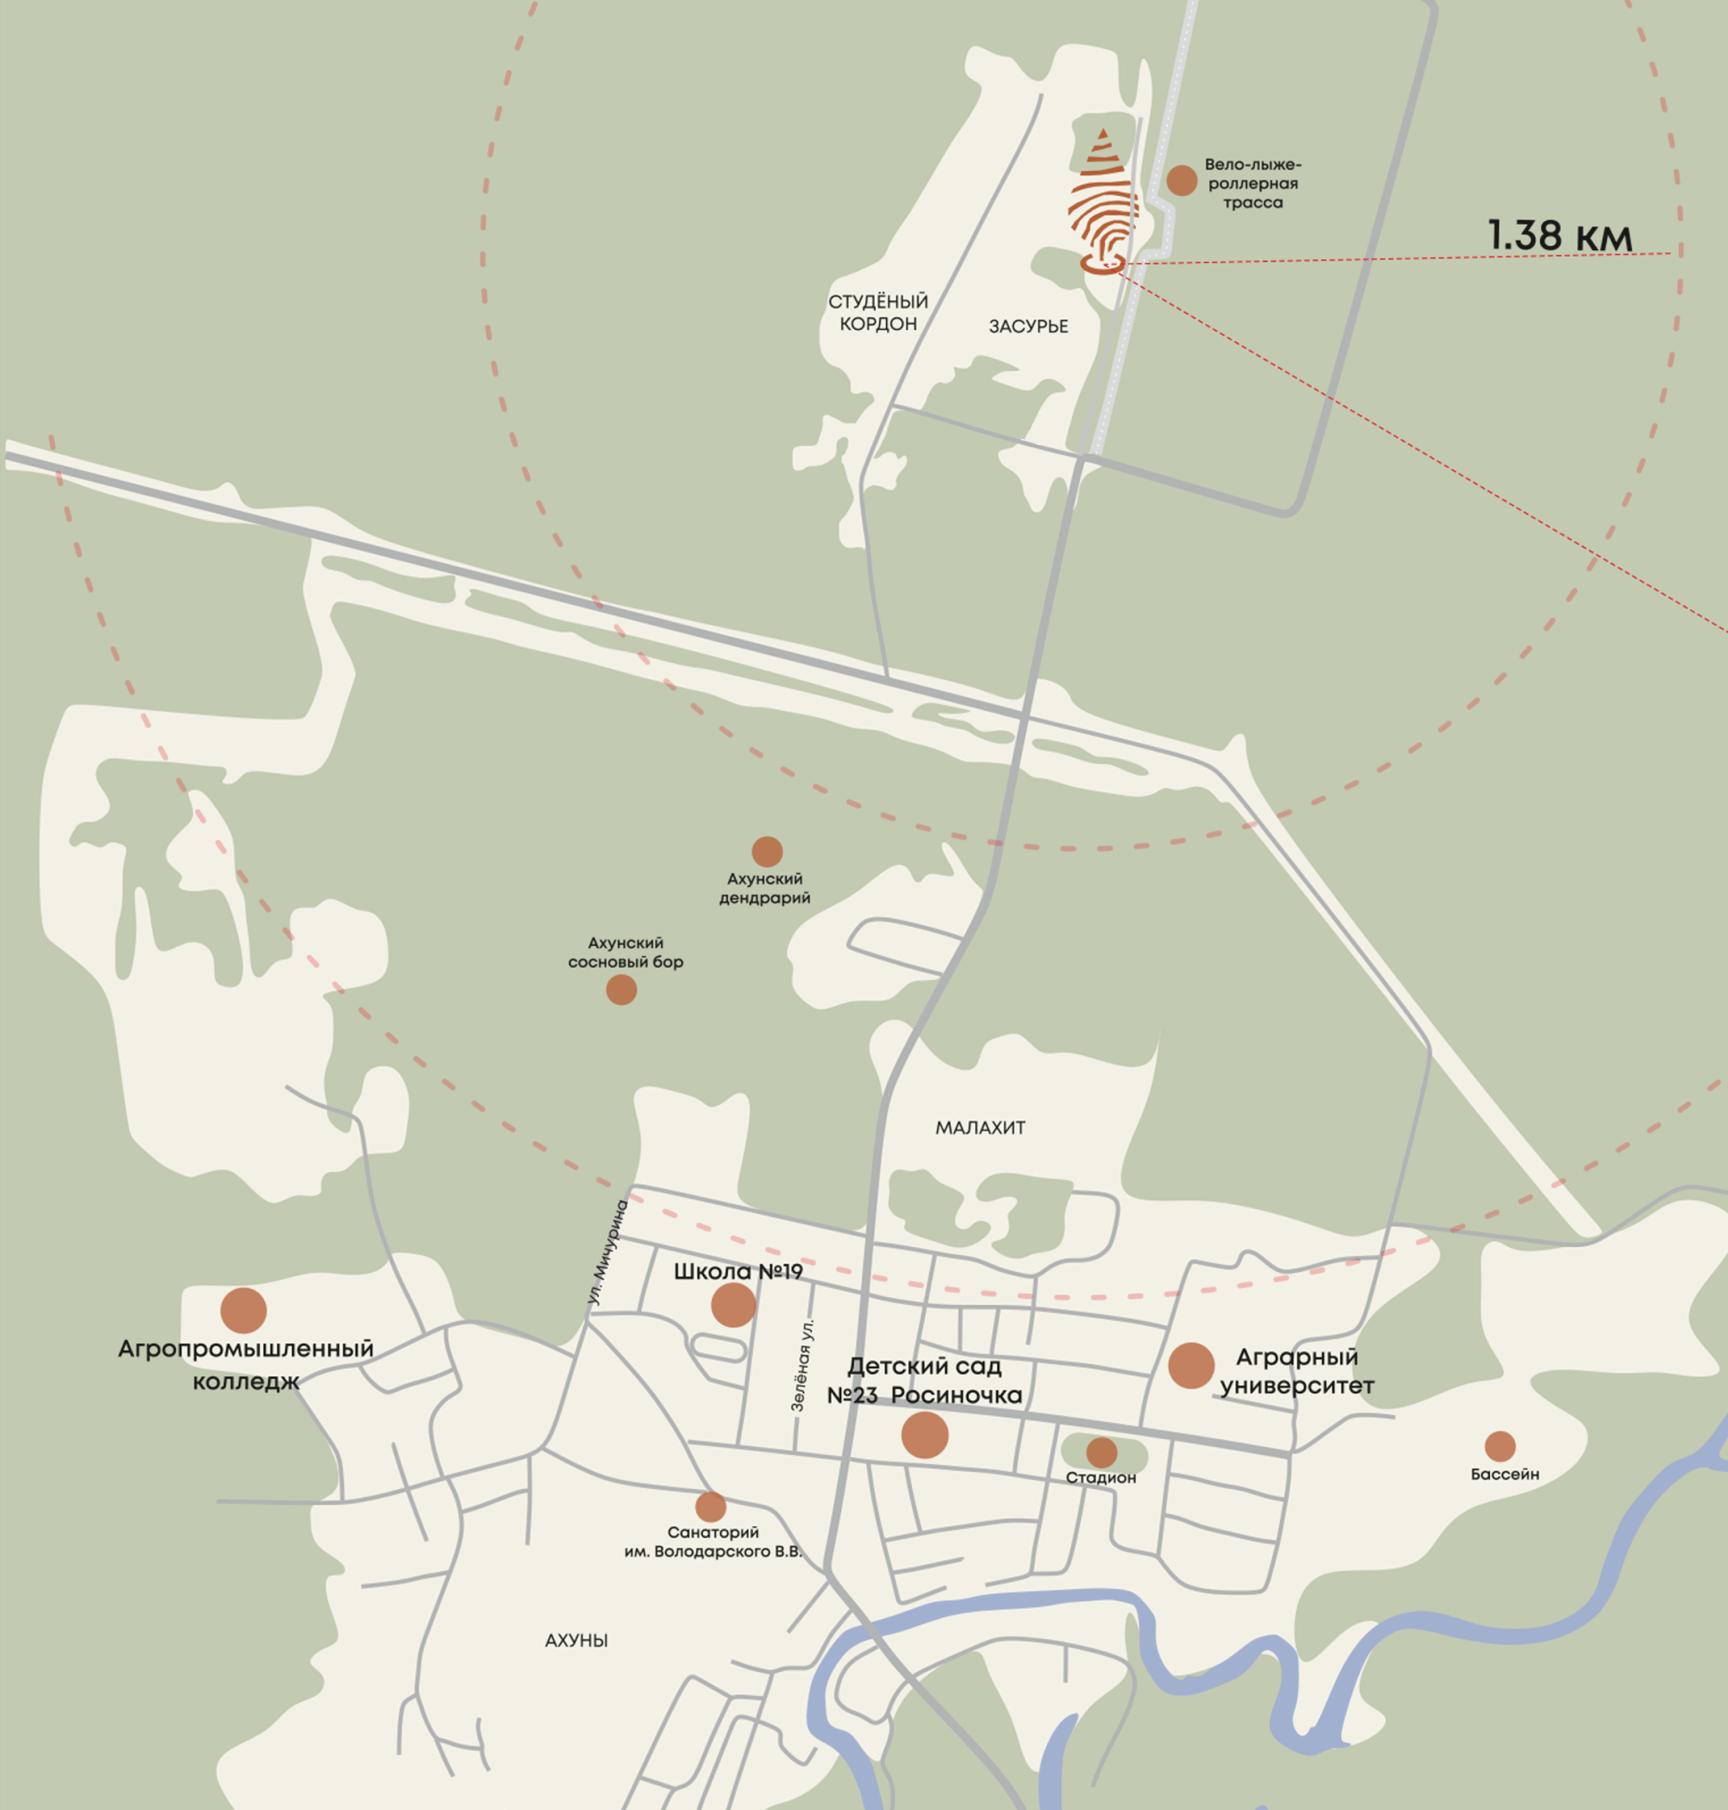 Вело-лыже-
роллерная
трасса
1.38 км
СТУДЁНЫЙ
КОРДОН
ЗАСУРЬЕ
Ахунский
дендрарий
Ахунский
сосновый бор
МАЛАХИТ
ул. Мичурина
Школа №19
Агропромышленный
колледж
Зелёная ул.
Детский сад
№23 Росиночка
Аграрный
университет
Стадион
Бассейн
Санаторий
им. Володарского В.В.
АХУНЫ